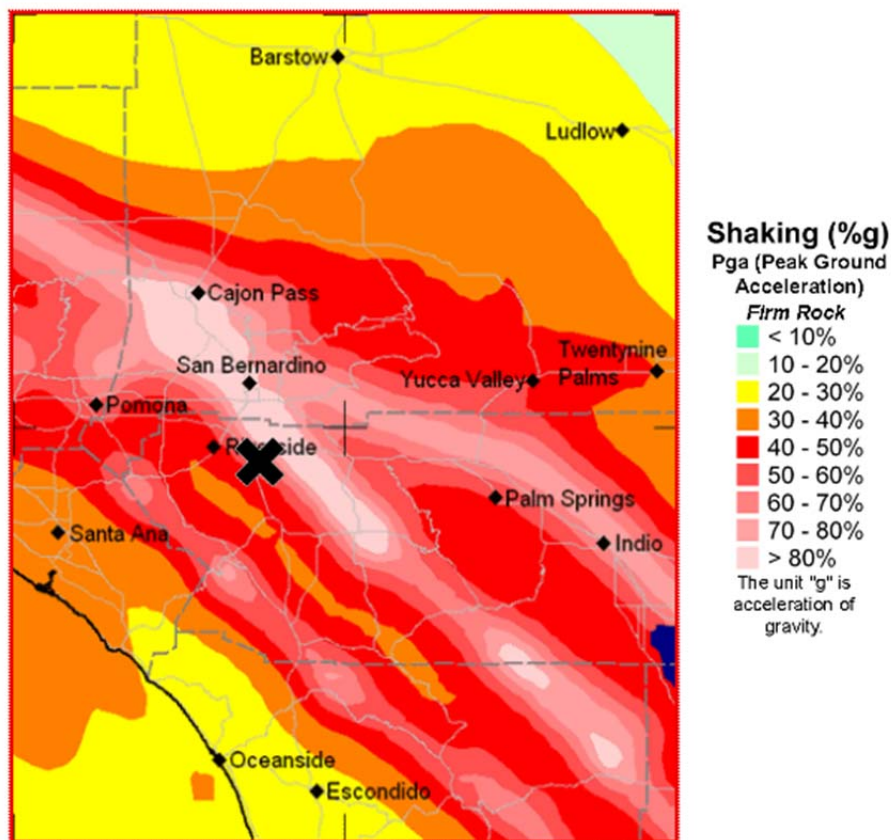 Barstow
Ludlow
Cajon Pass
San Bernardino
Twentynine
Palms
Yucca Valley
Pomona
Riverside
Palm Springs
Santa Ana
Indio
Oceanside
Escondido
Shaking (%g)
Pga (Peak Ground
Acceleration)
Firm Rock
< 10%
10 - 20%
20 - 30%
30 - 40%
40 - 50%
50 - 60%
60 - 70%
70 - 80%
> 80%
The unit "g" is
acceleration of
gravity.